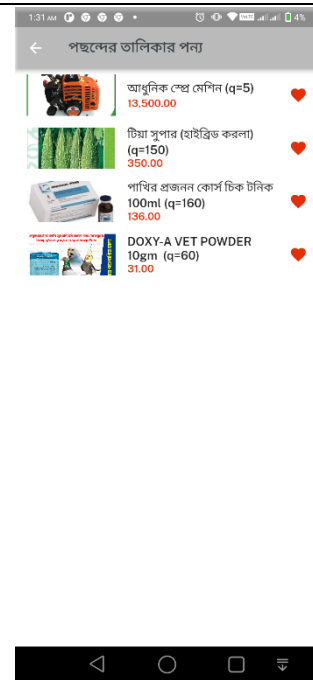 1:31 AM
4%
পছন্দের তালিকার পন্য
আধুনিক স্প্রে মেশিন (q=5)
13,500.00
টিয়া সুপার (হাইব্রিড করলা)
(q=150)
350.00
পাখির প্রজনন কোর্স চিক টনিক
100ml (q=160)
136.00
DOXY-A VET POWDER
10gm (q=60)
31.00